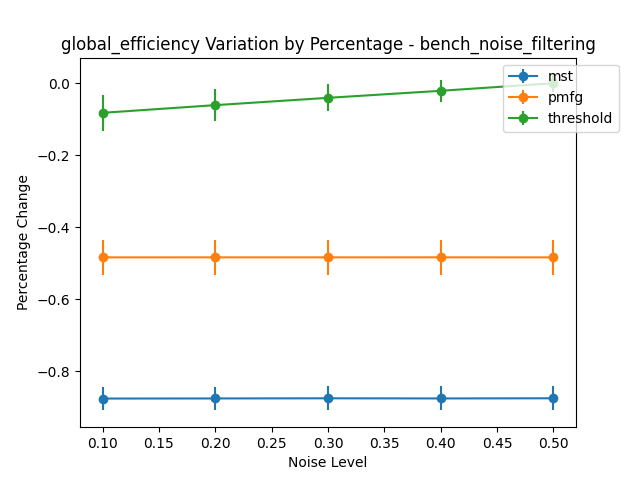 global_efficiency Variation by Percentage - bench_noise_filtering
mst
pmfg
threshold
Percentage Change
0.0
−0.2
−0.4
−0.6
−0.8
0.10 0.15 0.20 0.25 0.30 0.35 0.40 0.45 0.50
Noise Level